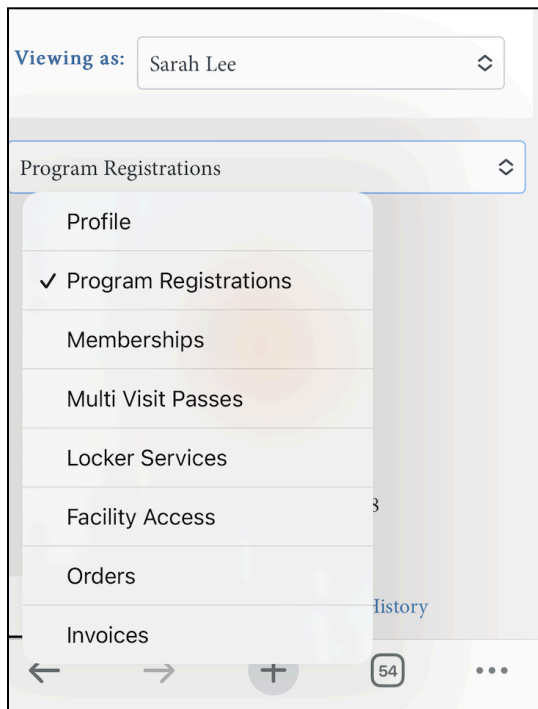 Viewing as:
Sarah Lee
Program Registrations
Profile
✓ Program Registrations
Memberships
Multi Visit Passes
Locker Services
Facility Access
8
Orders
History
Invoices
54